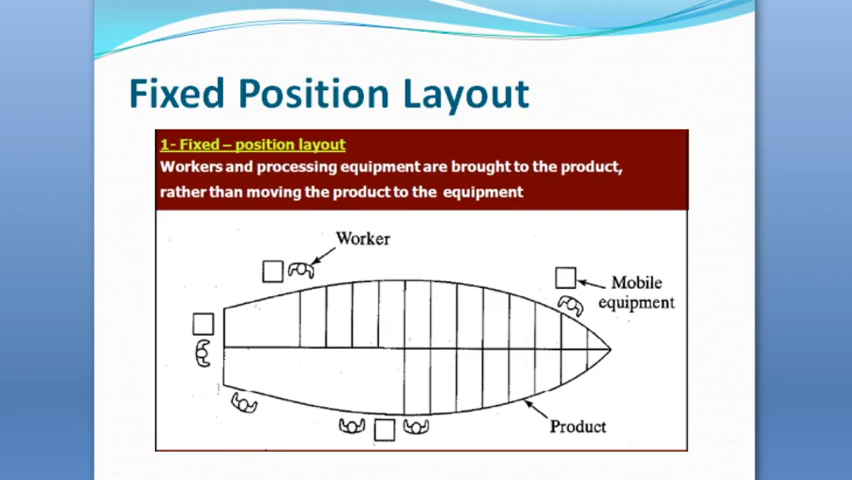 Fixed Position Layout
1- Fixed – position layout
Workers and processing equipment are brought to the product,
rather than moving the product to the equipment
Worker
Mobile
equipment
Product